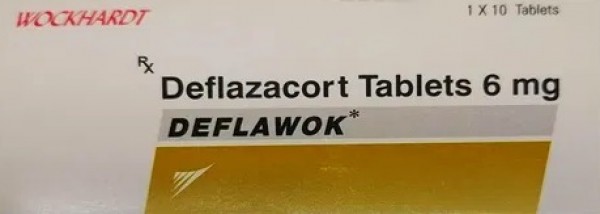 WOCKHARDT
1 X 10 Tablets
Rx
Deflazacort Tablets 6 mg
DEFLAWOK*